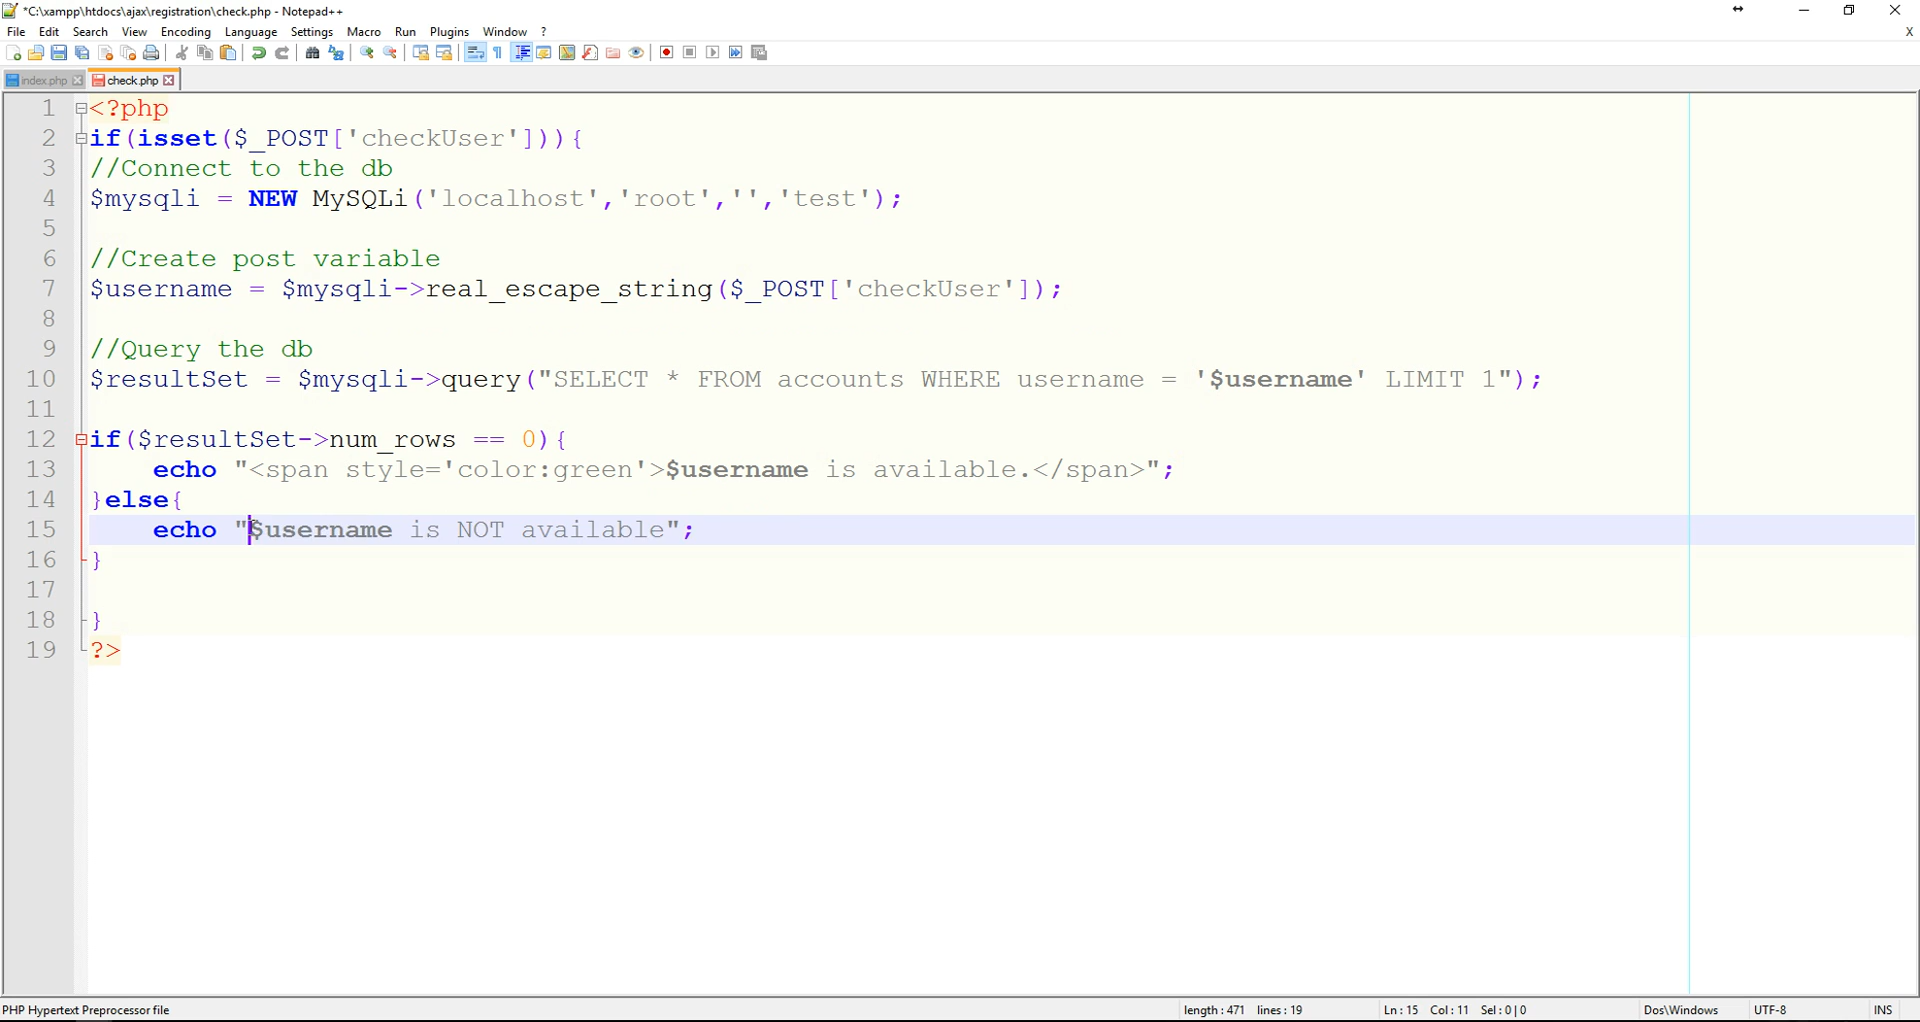 *C:\xampp\htdocs\ajax\registration\check.php - Notepad++
File Edit Search View Encoding Language Settings Macro Run Plugins Window ? X
index.php check.php
1 <?php
2 if(isset($_POST['checkUser'])){
3 //Connect to the db
4 $mysqli = NEW MySQLi('localhost','root','','test');
5
6 //Create post variable
7 $username = $mysqli->real_escape_string($_POST['checkUser']);
8
9 //Query the db
10 $resultSet = $mysqli->query("SELECT * FROM accounts WHERE username = '$username' LIMIT 1");
11
12 if($resultSet->num_rows == 0){
13 echo "<span style='color:green'>$username is available.</span>";
14 }else{
15 echo "$username is NOT available";
16 }
17
18 }
19 ?>
PHP Hypertext Preprocessor file length : 471 lines : 19 Ln : 15 Col : 11 Sel : 0 | 0 Dos\Windows UTF-8 INS